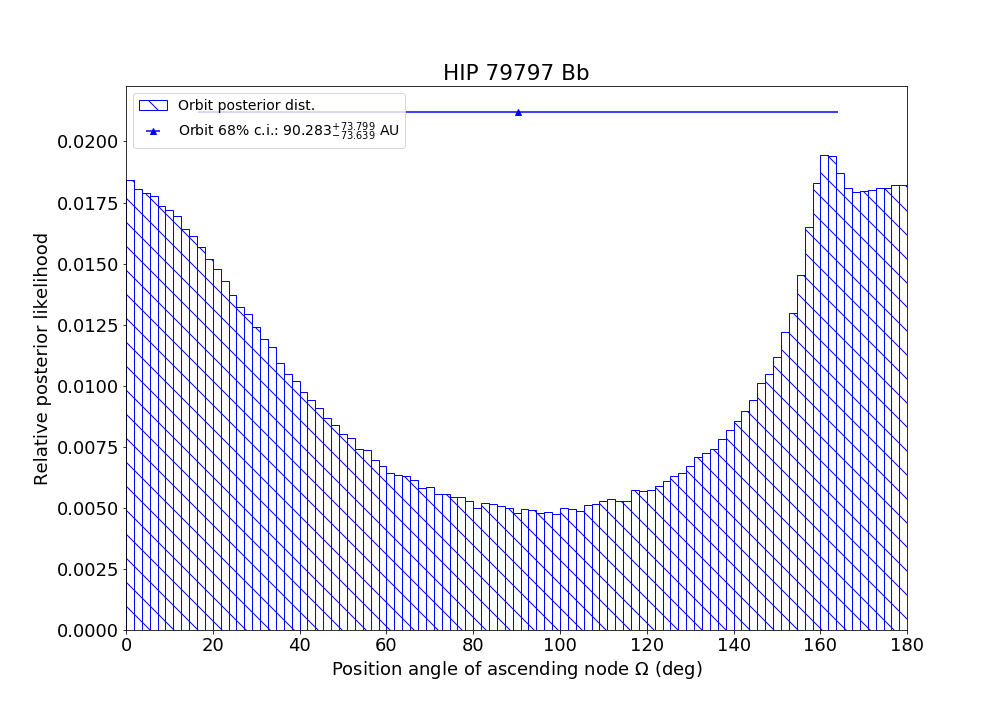 HIP 79797 Bb
Orbit posterior dist.
Orbit 68% c.i.: 90.283+73.799−73.639 AU
Relative posterior likelihood
0.0200
0.0175
0.0150
0.0125
0.0100
0.0075
0.0050
0.0025
0.0000
0 20 40 60 80 100 120 140 160 180
Position angle of ascending node Ω (deg)